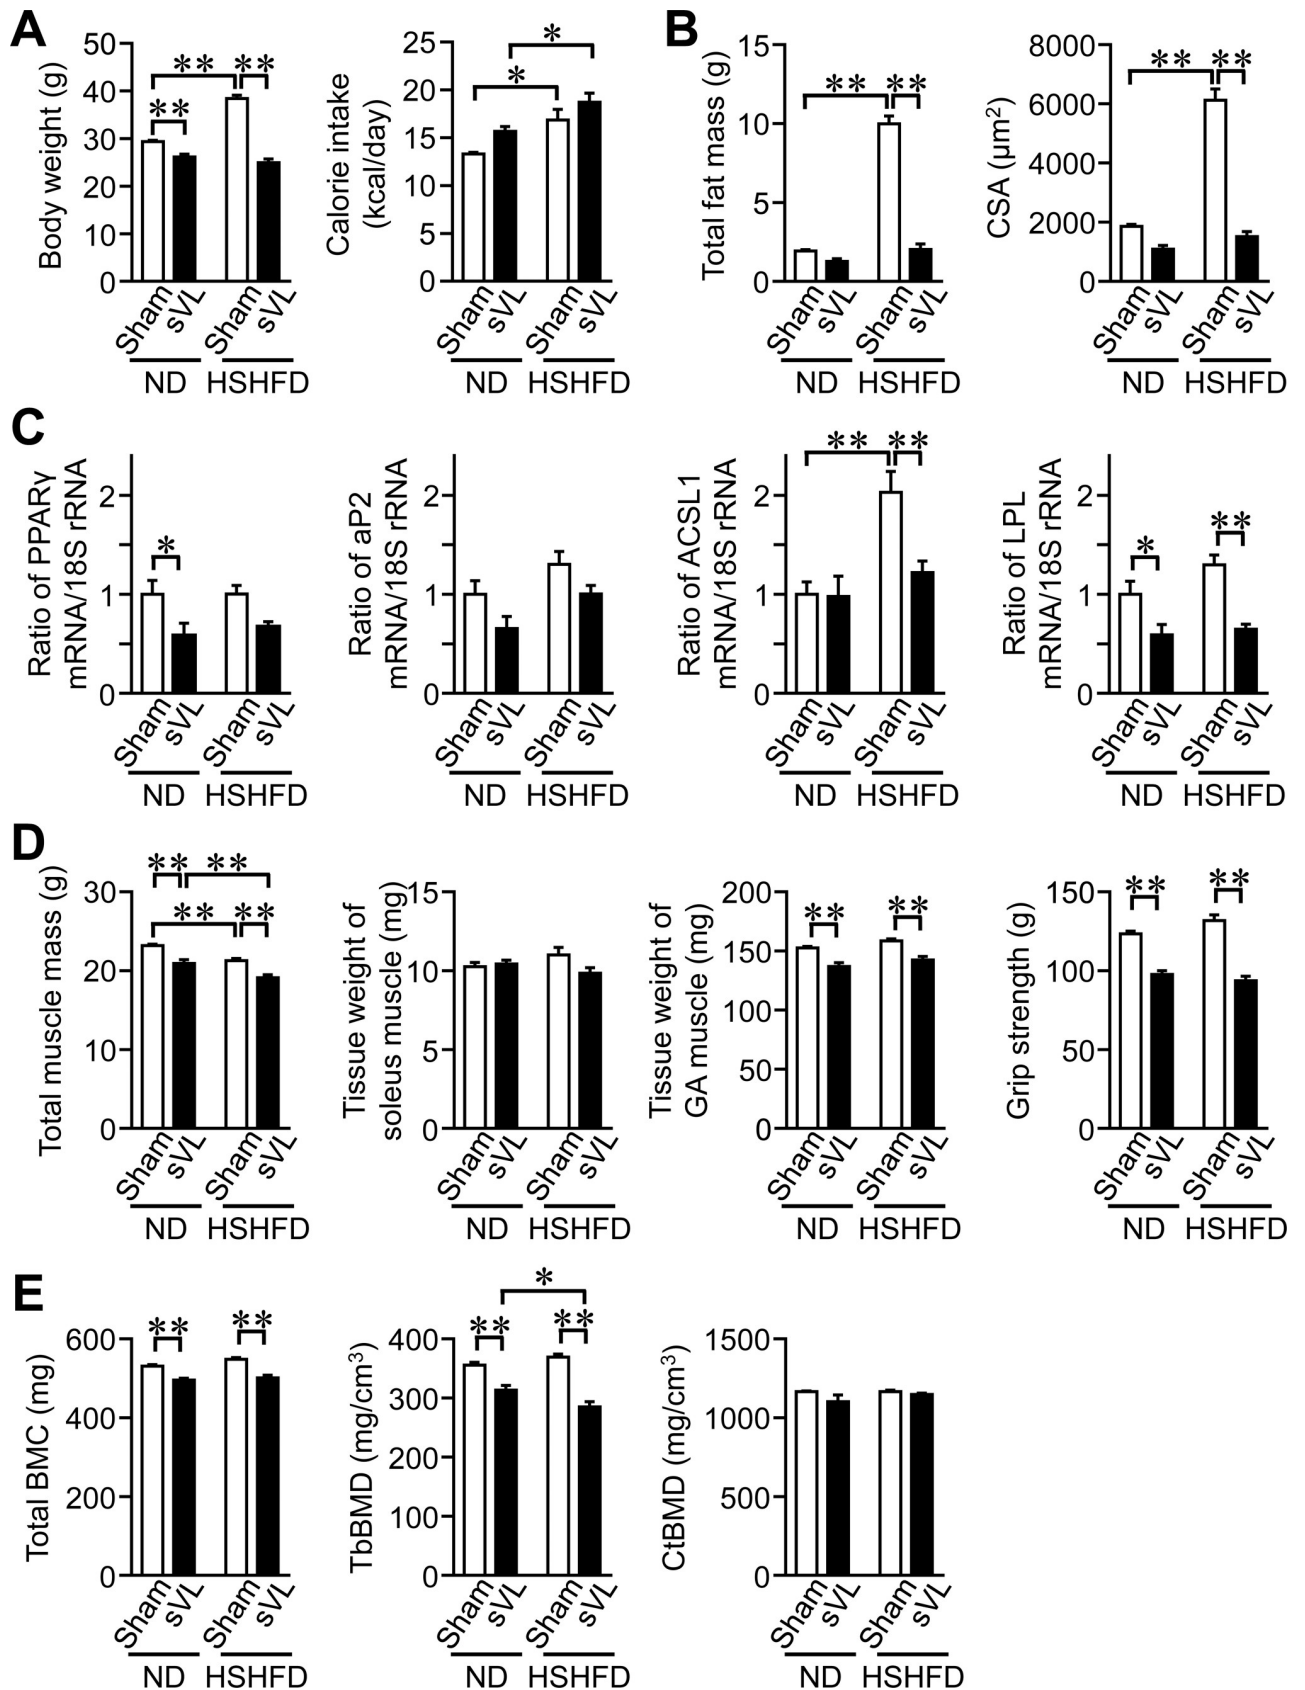 A
Body weight (g)
50
40
30
20
10
0
**
**
**
Sham
sVL
Sham
sVL
ND
HSHFD
Calorie intake
(kcal/day)
25
20
15
10
5
0
*
*
Sham
sVL
Sham
sVL
ND
HSHFD
B
Total fat mass (g)
15
10
5
0
**
**
Sham
sVL
Sham
sVL
ND
HSHFD
CSA (µm²)
8000
6000
4000
2000
0
**
**
Sham
sVL
Sham
sVL
ND
HSHFD
C
Ratio of PPARγ
mRNA/18S rRNA
2
1
0
*
Sham
sVL
Sham
sVL
ND
HSHFD
Ratio of aP2
mRNA/18S rRNA
2
1
0
Sham
sVL
Sham
sVL
ND
HSHFD
Ratio of ACSL1
mRNA/18S rRNA
2
1
0
**
**
Sham
sVL
Sham
sVL
ND
HSHFD
Ratio of LPL
mRNA/18S rRNA
2
1
0
*
**
Sham
sVL
Sham
sVL
ND
HSHFD
D
Total muscle mass (g)
30
20
10
0
**
**
**
**
Sham
sVL
Sham
sVL
ND
HSHFD
Tissue weight of
soleus muscle (mg)
15
10
5
0
Sham
sVL
Sham
sVL
ND
HSHFD
Tissue weight of
GA muscle (mg)
200
150
100
50
0
**
**
Sham
sVL
Sham
sVL
ND
HSHFD
Grip strength (g)
150
100
50
0
**
**
Sham
sVL
Sham
sVL
ND
HSHFD
E
Total BMC (mg)
600
400
200
0
**
**
Sham
sVL
Sham
sVL
ND
HSHFD
TbBMD (mg/cm³)
400
300
200
100
0
*
**
**
Sham
sVL
Sham
sVL
ND
HSHFD
CtBMD (mg/cm³)
1500
1000
500
0
Sham
sVL
Sham
sVL
ND
HSHFD